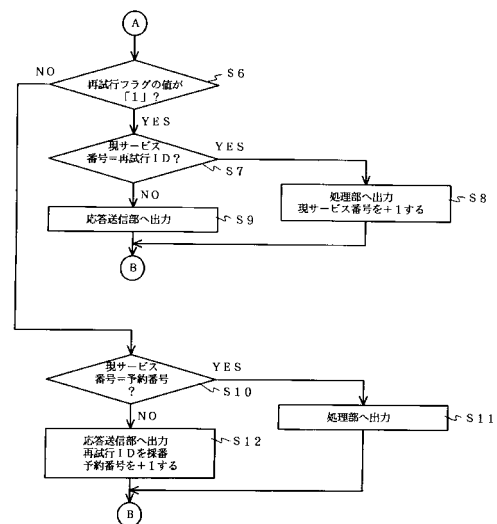 A
再試行フラグの値が
「1」?
S6
NO
YES
現サービス
番号=再試行ID?
S7
YES
NO
処理部へ出力
現サービス番号を+1する
S8
応答送信部へ出力
S9
B
現サービス
番号=予約番号
?
S10
YES
NO
処理部へ出力
S11
応答送信部へ出力
再試行IDを採番
予約番号を+1する
S12
B